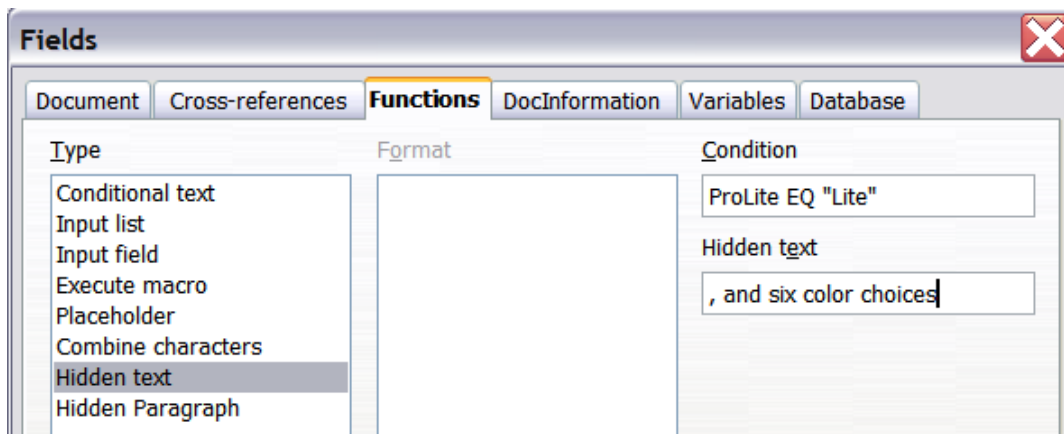 Fields
Document Cross-references Functions DocInformation Variables Database
Type Format Condition
Conditional text
Input list
Input field
Execute macro
Placeholder
Combine characters
Hidden text
Hidden Paragraph
ProLite EQ "Lite"
Hidden text
, and six color choices